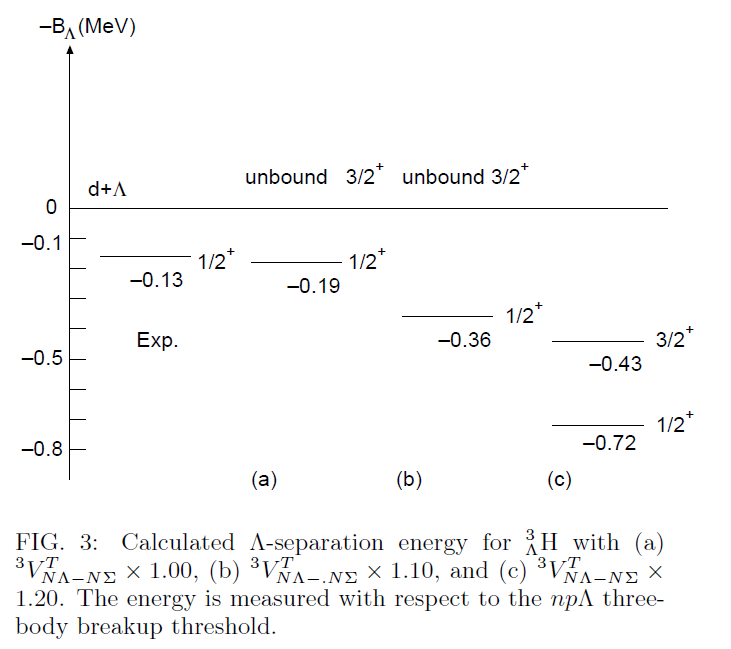 −B_Λ (MeV)
unbound 3/2⁺ unbound 3/2⁺
d+Λ
0
−0.1
1/2⁺ 1/2⁺
−0.13 −0.19
1/2⁺
Exp. −0.36 3/2⁺
−0.5 −0.43
1/2⁺
−0.8 −0.72
(a) (b) (c)
FIG. 3: Calculated Λ-separation energy for ³_ΛH with (a)
³V^T_{NΛ−NΣ} × 1.00, (b) ³V^T_{NΛ−.NΣ} × 1.10, and (c) ³V^T_{NΛ−NΣ} ×
1.20. The energy is measured with respect to the npΛ three-
body breakup threshold.